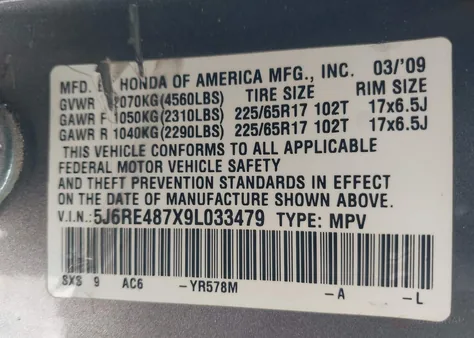 MFD. B HONDA OF AMERICA MFG., INC. 03/'09
GVWR 2070KG(4560LBS) TIRE SIZE RIM SIZE
GAWR F 1050KG(2310LBS) 225/65R17 102T 17x6.5J
GAWR R 1040KG(2290LBS) 225/65R17 102T 17x6.5J
THIS VEHICLE CONFORMS TO ALL APPLICABLE
FEDERAL MOTOR VEHICLE SAFETY
AND THEFT PREVENTION STANDARDS IN EFFECT
ON THE DATE OF MANUFACTURE SHOWN ABOVE.
V.I.N.: 5J6RE487X9L033479 TYPE: MPV
SXS 9 AC6 -YR578M -A -L